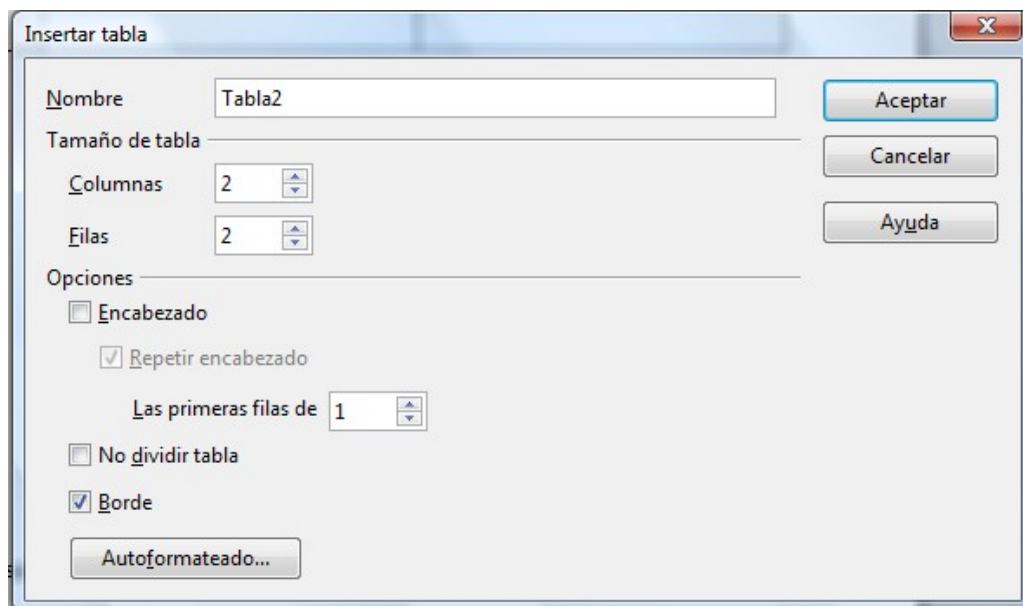 Insertar tabla
Nombre Tabla2 Aceptar
Tamaño de tabla
Cancelar
Columnas 2
Filas 2 Ayuda
Opciones
Encabezado
Repetir encabezado
Las primeras filas de 1
No dividir tabla
Borde
Autoformateado...
s